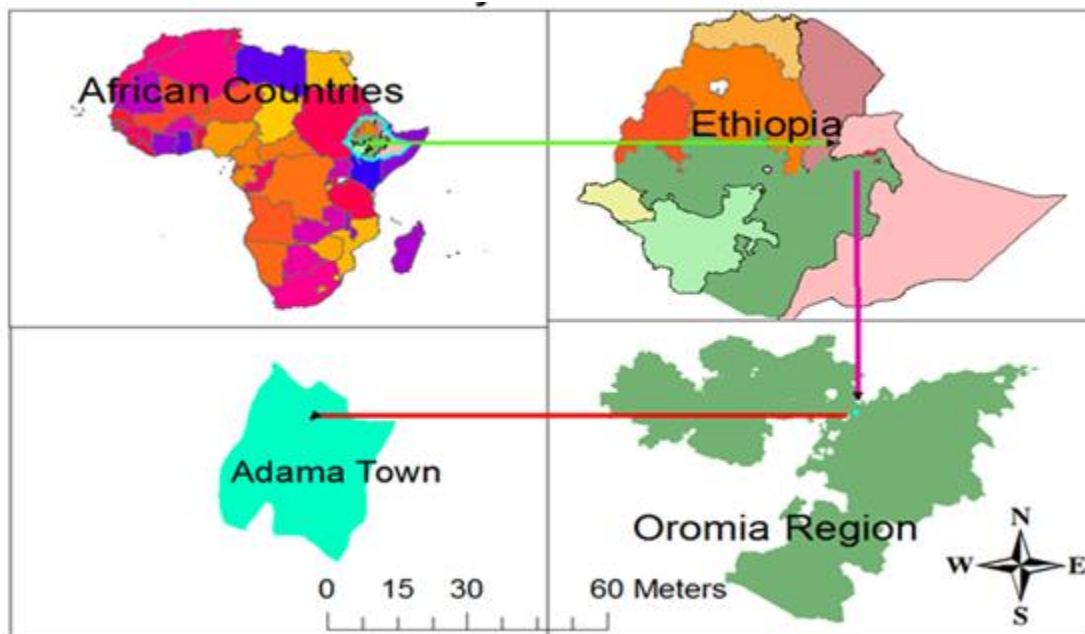 African Countries
Ethiopia
Adama Town
Oromia Region
N
W E
S
0 15 30 60 Meters